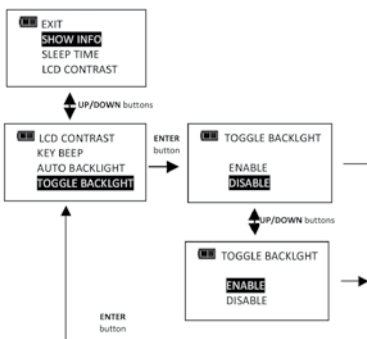 EXIT
SHOW INFO
SLEEP TIME
LCD CONTRAST
UP/DOWN buttons
LCD CONTRAST
KEY BEEP
AUTO BACKLIGHT
TOGGLE BACKLGHT
ENTER
button
TOGGLE BACKLGHT
ENABLE
DISABLE
UP/DOWN buttons
TOGGLE BACKLGHT
ENABLE
DISABLE
ENTER
button